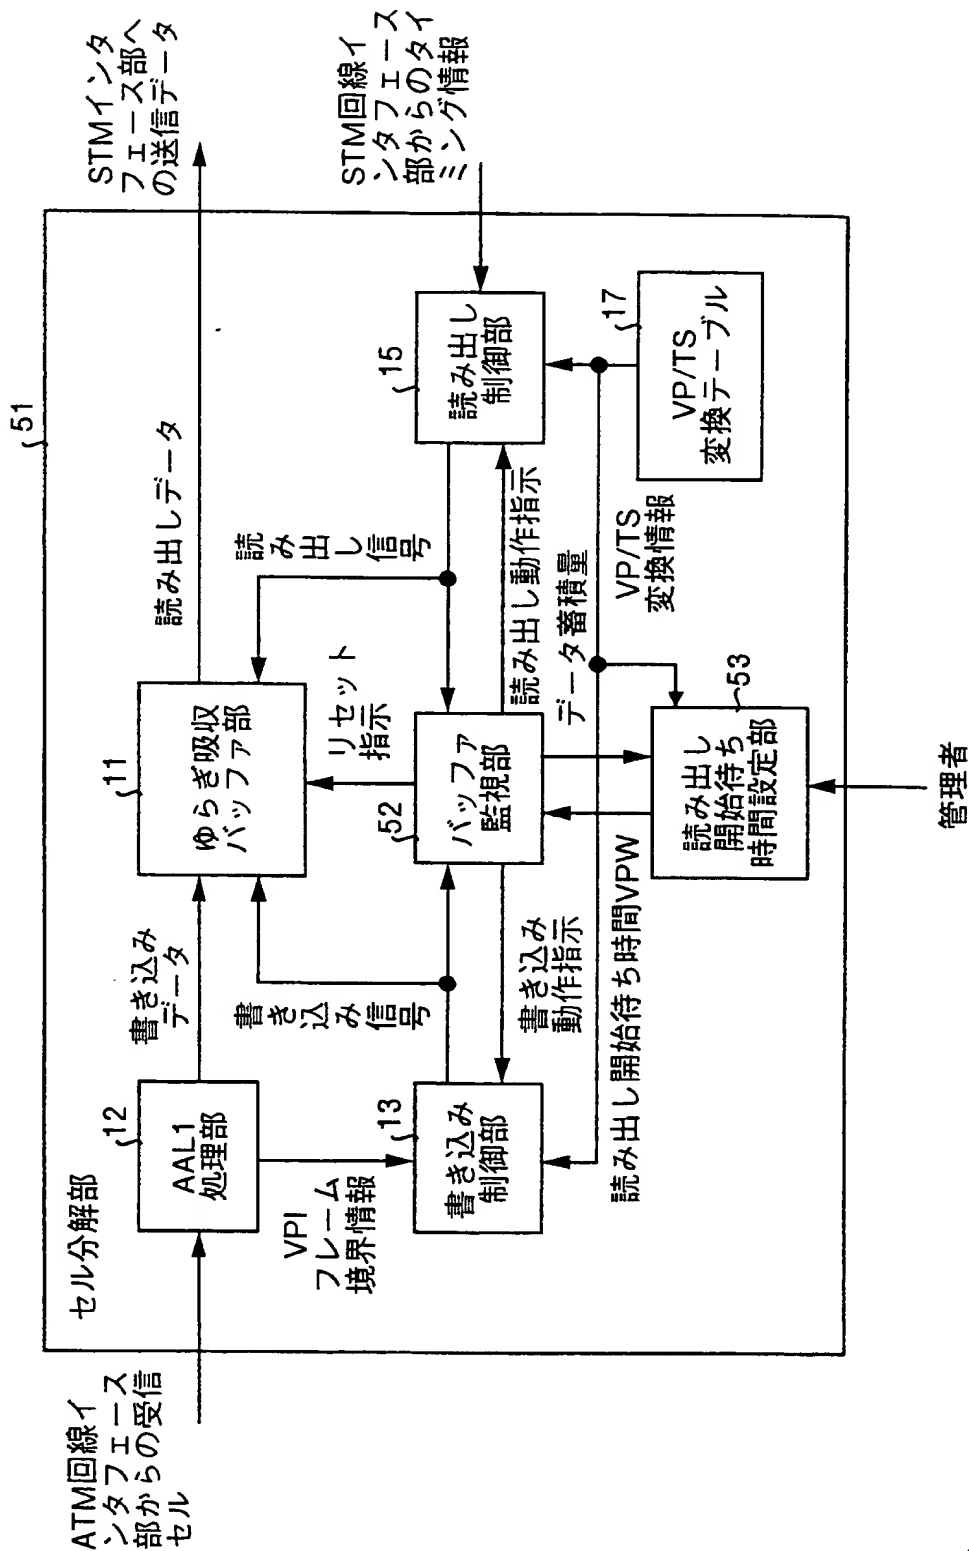 51
セル分解部
ATM回線イ
ンタフェース
部からの受信
セル
12
AAL1
処理部
書き込み
データ
11
ゆらぎ吸収
バッファ部
読み出しデータ
STMインタ
フェース部へ
の送信データ
VPI
フレーム
境界情報
書き込み信号
リセット
指示
読み出し信号
13
書き込み
制御部
52
バッファ
監視部
15
読み出し
制御部
STM回線イ
ンタフェース
部からのタイ
ミング情報
書き込み
動作指示
読み出し動作指示
データ蓄積量
読み出し開始待ち時間VPW
53
読み出し
開始待ち
時間設定部
VP/TS
変換情報
17
VP/TS
変換テーブル
管理者